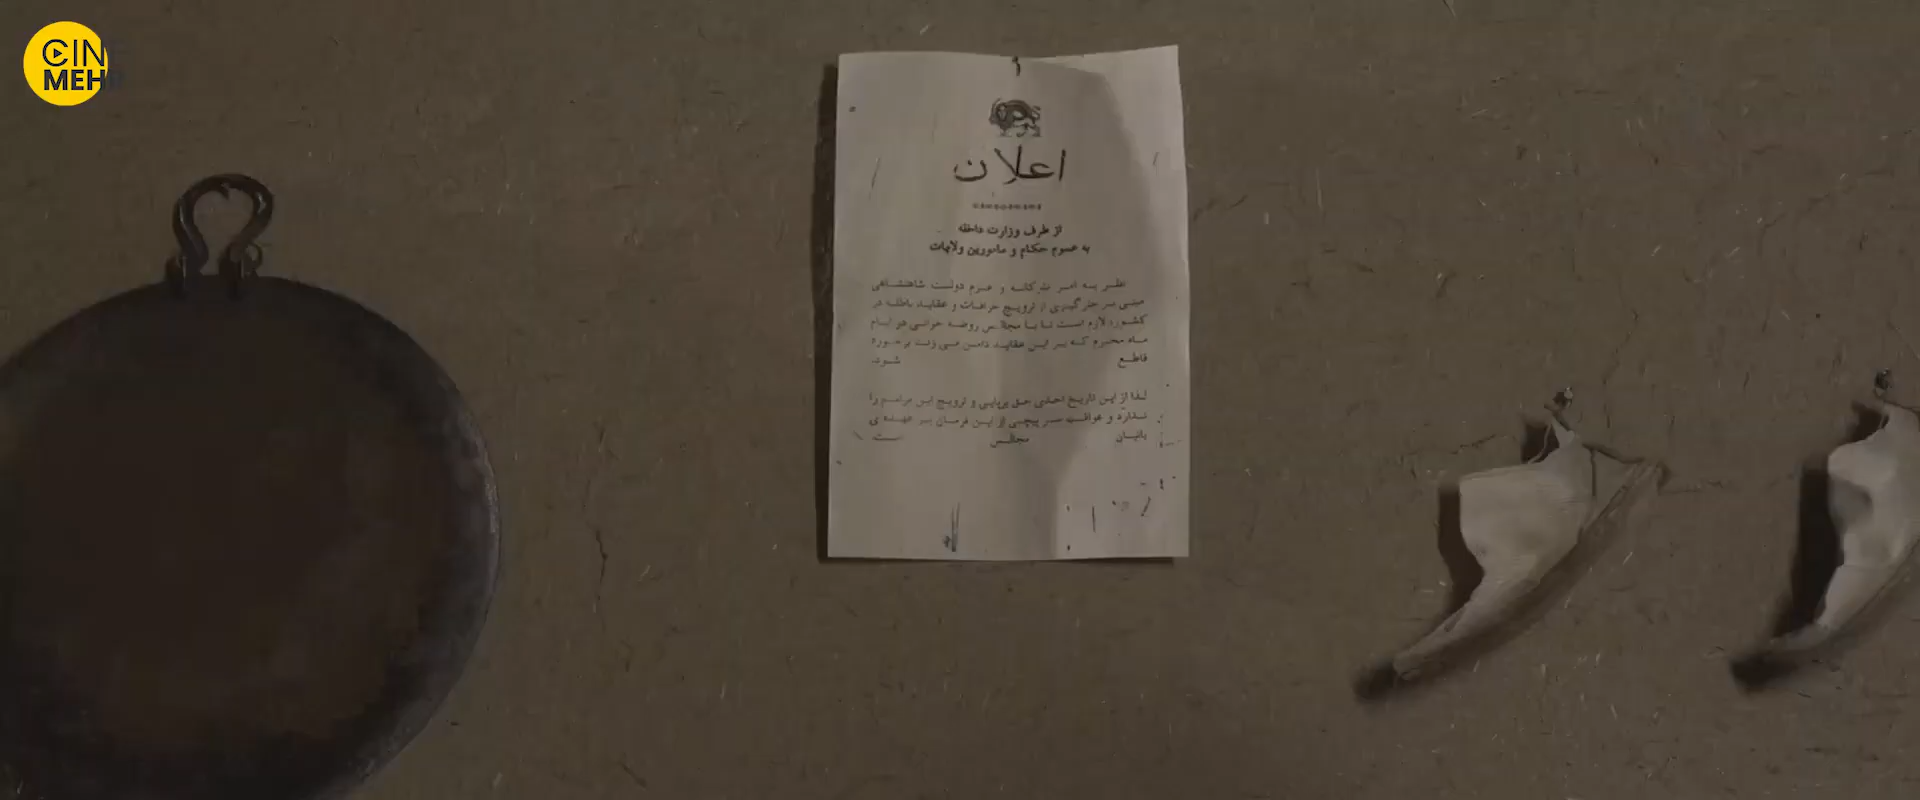 CINE
MEHR
اعلان
از طرف وزارت داخله
به عموم حکام و مامورین ولایات
نظر به امر ملوکانه و عزم دولت شاهنشاهی
مبنی بر جلوگیری از ترویج خرافات و عقاید باطله در
کشور، لازم است تا با مجالس روضه خوانی در ایام
ماه محرم که بر این عقاید دامن می زند برخورد
قاطع شود.
لذا از این تاریخ احدی حق برپایی و ترویج این مراسم را
ندارد و عواقب سرپیچی از این فرمان بر عهده ی
بانیان مجلس است